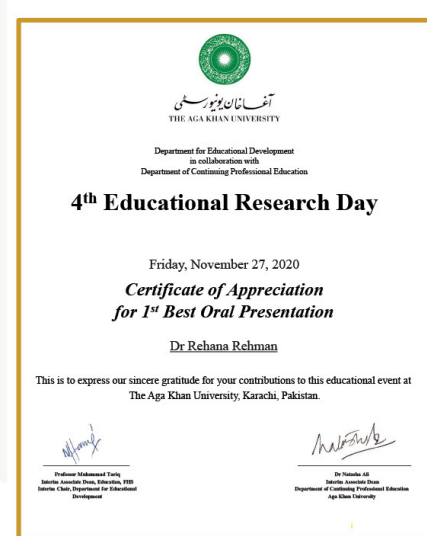 آغا خان یونیورسٹی
THE AGA KHAN UNIVERSITY
Department for Educational Development
in collaboration with
Department of Continuing Professional Education
4th Educational Research Day
Friday, November 27, 2020
Certificate of Appreciation
for 1st Best Oral Presentation
Dr Rehana Rehman
This is to express our sincere gratitude for your contributions to this educational event at
The Aga Khan University, Karachi, Pakistan.
Professor Muhammad Tariq
Interim Associate Dean, Education, FHS
Interim Chair, Department for Educational
Development
Dr Natasha Ali
Interim Associate Dean
Department of Continuing Professional Education
Aga Khan University